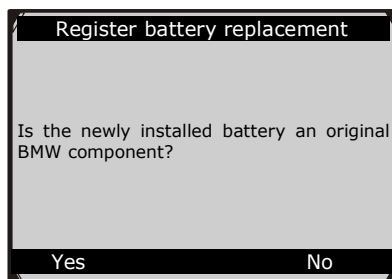 Register battery replacement
Is the newly installed battery an original
BMW component?
Yes No